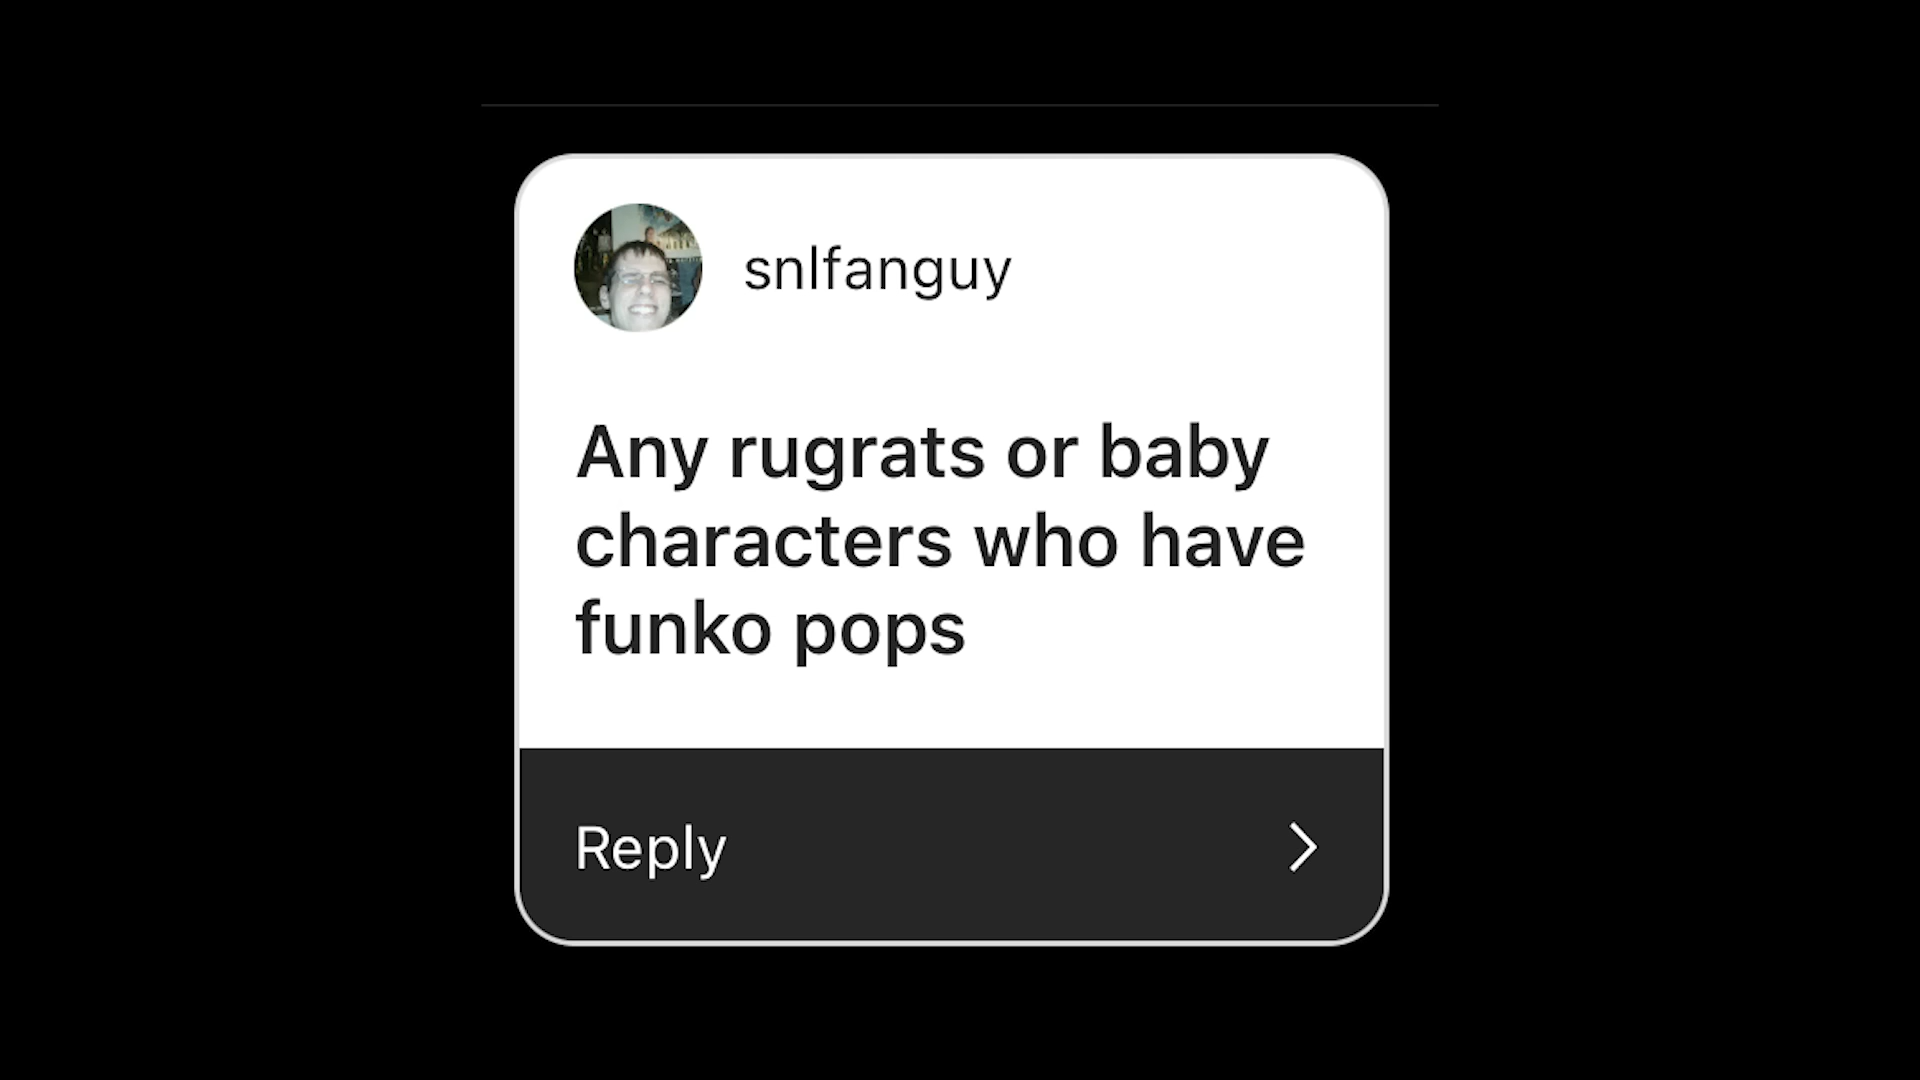 snlfanguy
Any rugrats or baby
characters who have
funko pops
Reply